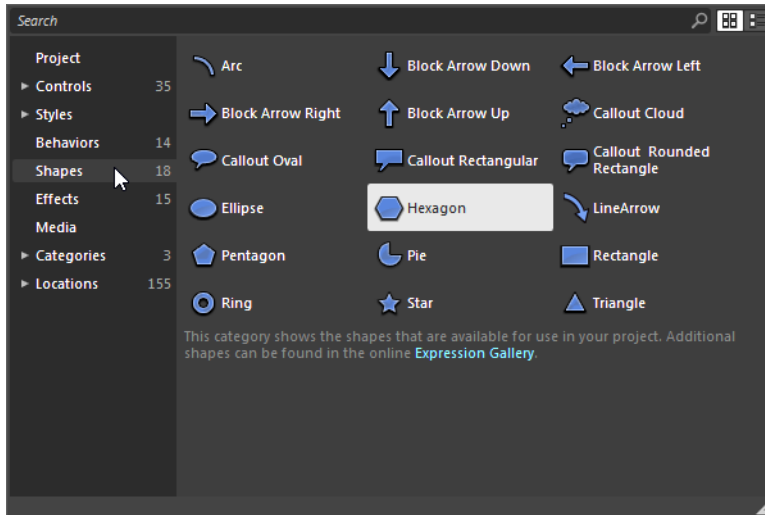 Search
Project
Controls 35
Styles
Behaviors 14
Shapes 18
Effects 15
Media
Categories 3
Locations 155
Arc Block Arrow Down Block Arrow Left
Block Arrow Right Block Arrow Up Callout Cloud
Callout Oval Callout Rectangular Callout Rounded
Rectangle
Ellipse Hexagon LineArrow
Pentagon Pie Rectangle
Ring Star Triangle
This category shows the shapes that are available for use in your project. Additional
shapes can be found in the online Expression Gallery.